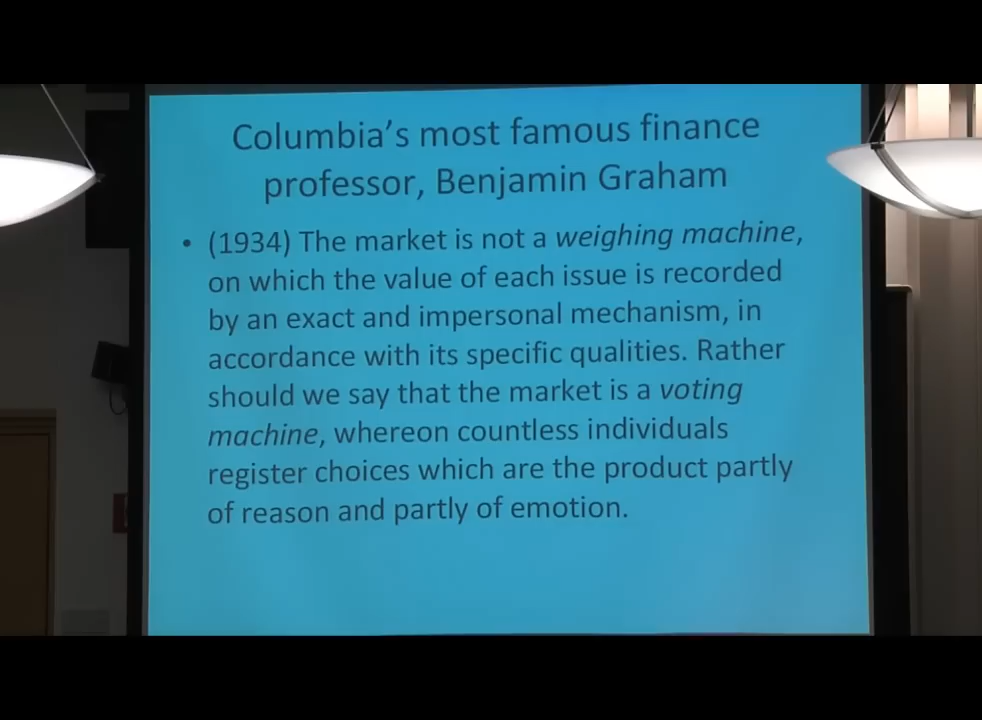 Columbia's most famous finance
professor, Benjamin Graham
• (1934) The market is not a weighing machine,
on which the value of each issue is recorded
by an exact and impersonal mechanism, in
accordance with its specific qualities. Rather
should we say that the market is a voting
machine, whereon countless individuals
register choices which are the product partly
of reason and partly of emotion.